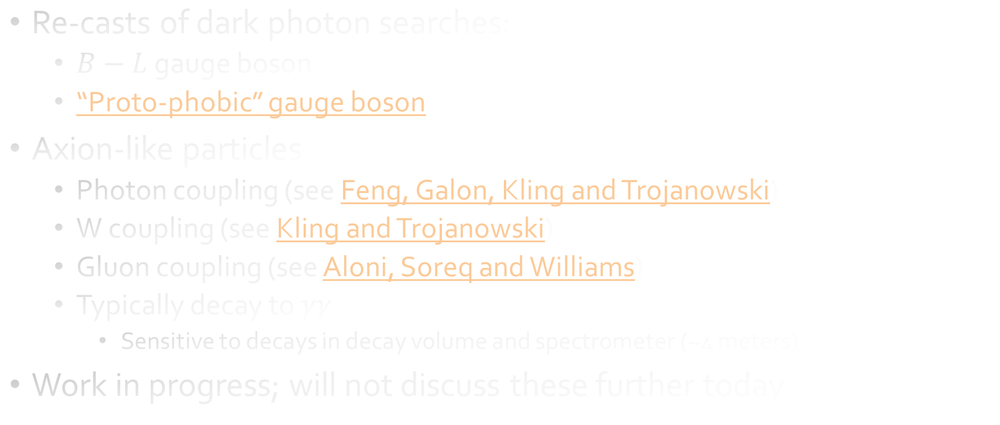 • Re-casts of dark photon searches:
• B − L gauge boson
• “Proto-phobic” gauge boson
• Axion-like particles
• Photon coupling (see Feng, Galon, Kling and Trojanowski)
• W coupling (see Kling and Trojanowski)
• Gluon coupling (see Aloni, Soreq and Williams)
• Typically decay to γγ
• Sensitive to decays in decay volume and spectrometer (~4 meters)
• Work in progress; will not discuss these further today